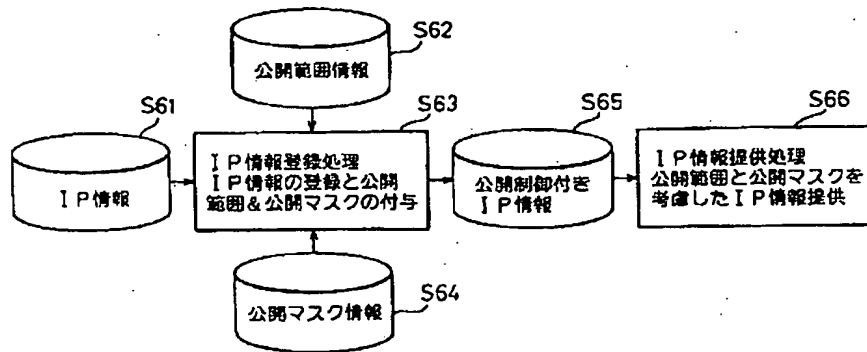 S62
公開範囲情報
S61
ＩＰ情報
S63
ＩＰ情報登録処理
ＩＰ情報の登録と公開
範囲＆公開マスクの付与
S65
公開制御付き
ＩＰ情報
S66
ＩＰ情報提供処理
公開範囲と公開マスクを
考慮したＩＰ情報提供
公開マスク情報
S64